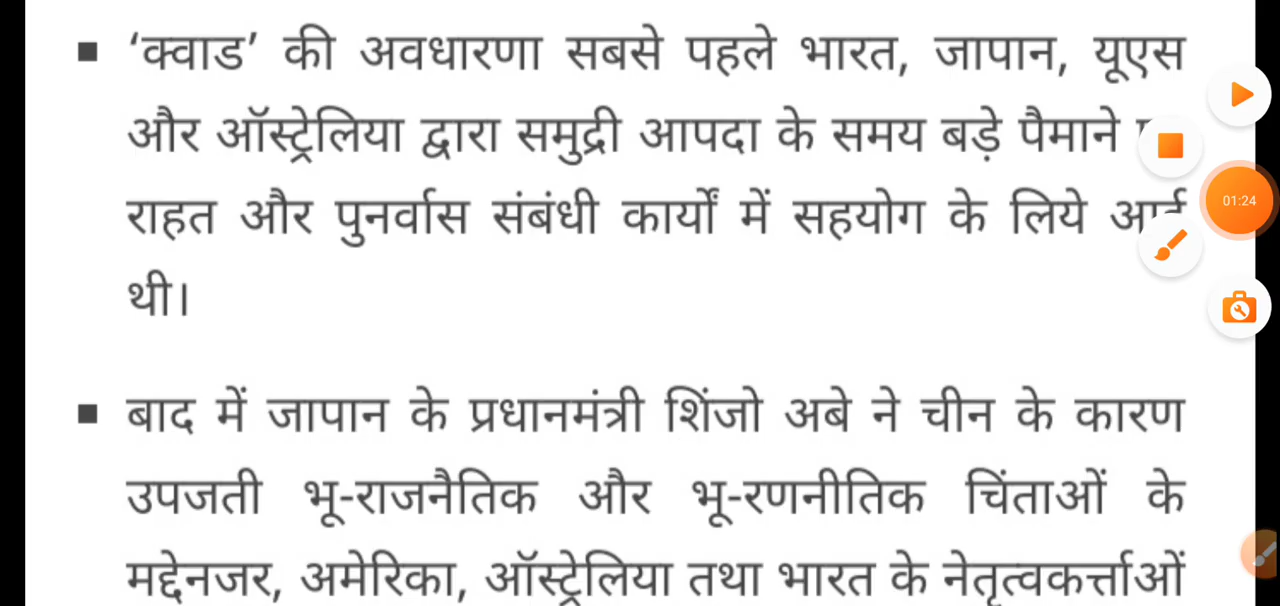 ▪ ‘क्वाड’ की अवधारणा सबसे पहले भारत, जापान, यूएस
और ऑस्ट्रेलिया द्वारा समुद्री आपदा के समय बड़े पैमाने
राहत और पुनर्वास संबंधी कार्यों में सहयोग के लिये आई
थी।
▪ बाद में जापान के प्रधानमंत्री शिंजो अबे ने चीन के कारण
उपजती भू-राजनैतिक और भू-रणनीतिक चिंताओं के
मद्देनजर, अमेरिका, ऑस्ट्रेलिया तथा भारत के नेतृत्वकर्त्ताओं
01:24